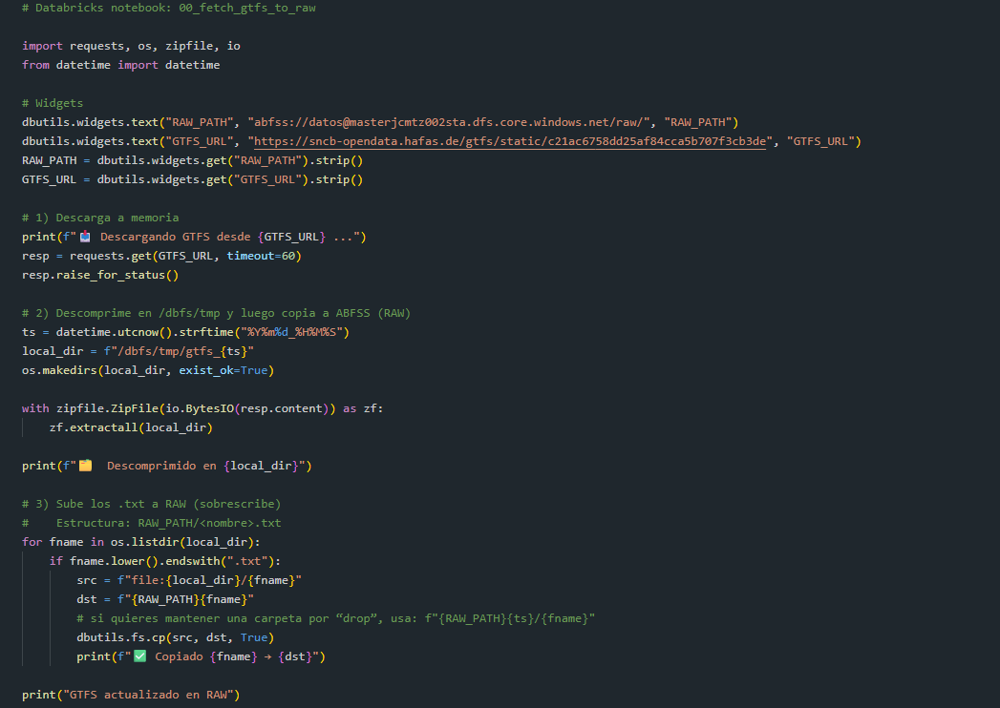 # Databricks notebook: 00_fetch_gtfs_to_raw
import requests, os, zipfile, io
from datetime import datetime
# Widgets
dbutils.widgets.text("RAW_PATH", "abfss://datos@masterjcmtz002sta.dfs.core.windows.net/raw/", "RAW_PATH")
dbutils.widgets.text("GTFS_URL", "https://sncb-opendata.hafas.de/gtfs/static/c21ac6758dd25af84cca5b707f3cb3de", "GTFS_URL")
RAW_PATH = dbutils.widgets.get("RAW_PATH").strip()
GTFS_URL = dbutils.widgets.get("GTFS_URL").strip()
# 1) Descarga a memoria
print(f"📥 Descargando GTFS desde {GTFS_URL} ...")
resp = requests.get(GTFS_URL, timeout=60)
resp.raise_for_status()
# 2) Descomprime en /dbfs/tmp y luego copia a ABFSS (RAW)
ts = datetime.utcnow().strftime("%Y%m%d_%H%M%S")
local_dir = f"/dbfs/tmp/gtfs_{ts}"
os.makedirs(local_dir, exist_ok=True)
with zipfile.ZipFile(io.BytesIO(resp.content)) as zf:
    zf.extractall(local_dir)
print(f"🗂️ Descomprimido en {local_dir}")
# 3) Sube los .txt a RAW (sobrescribe)
#    Estructura: RAW_PATH/<nombre>.txt
for fname in os.listdir(local_dir):
    if fname.lower().endswith(".txt"):
        src = f"file:{local_dir}/{fname}"
        dst = f"{RAW_PATH}{fname}"
        # si quieres mantener una carpeta por “drop”, usa: f"{RAW_PATH}{ts}/{fname}"
        dbutils.fs.cp(src, dst, True)
        print(f"✅ Copiado {fname} → {dst}")
print("GTFS actualizado en RAW")